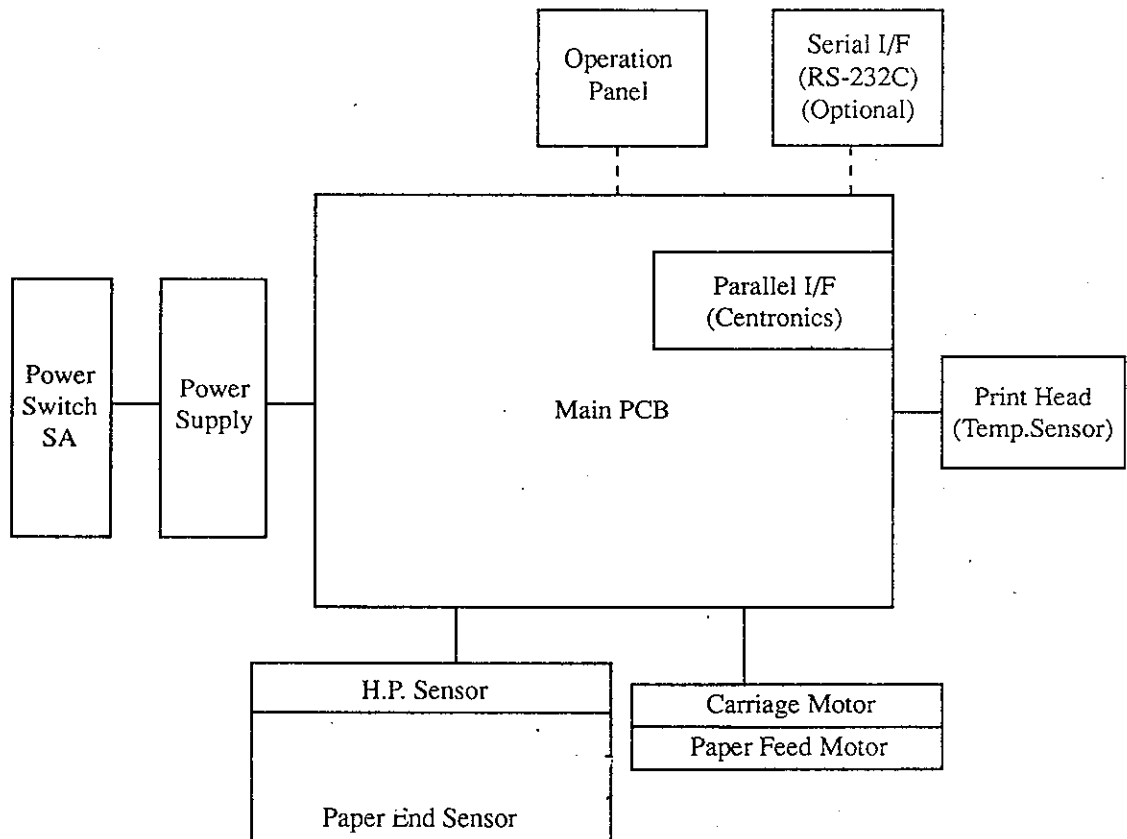 Operation
Panel
Serial I/F
(RS-232C)
(Optional)
Parallel I/F
(Centronics)
Power
Switch
SA
Power
Supply
Main PCB
Print Head
(Temp.Sensor)
H.P. Sensor
Carriage Motor
Paper Feed Motor
Paper End Sensor